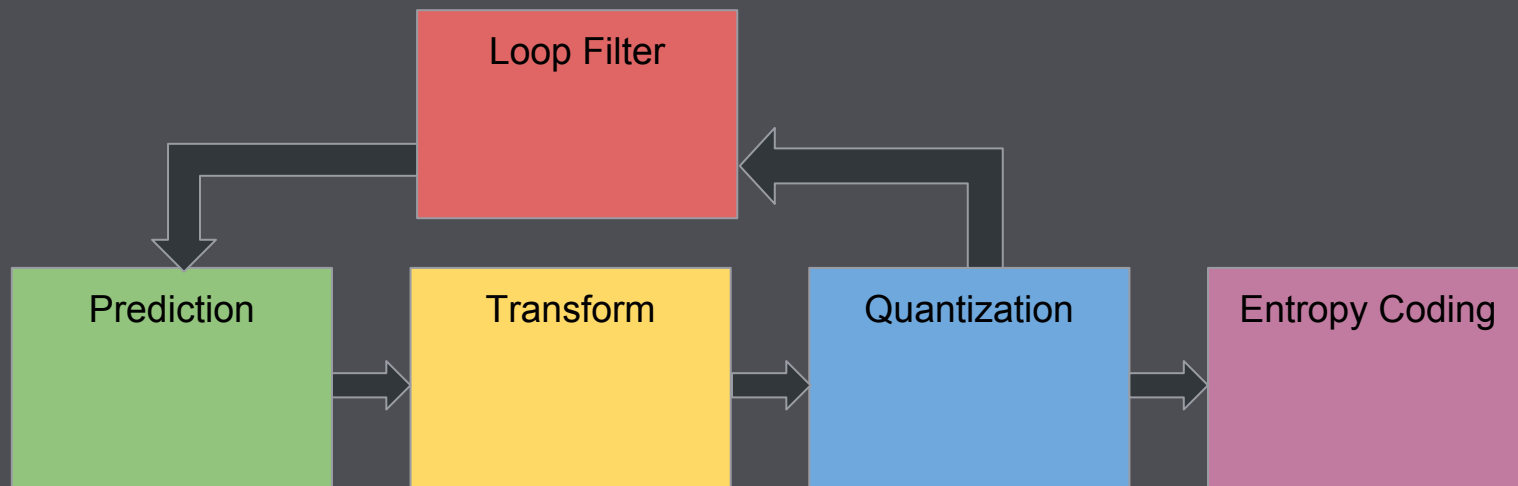 Loop Filter
Prediction
Transform
Quantization
Entropy Coding